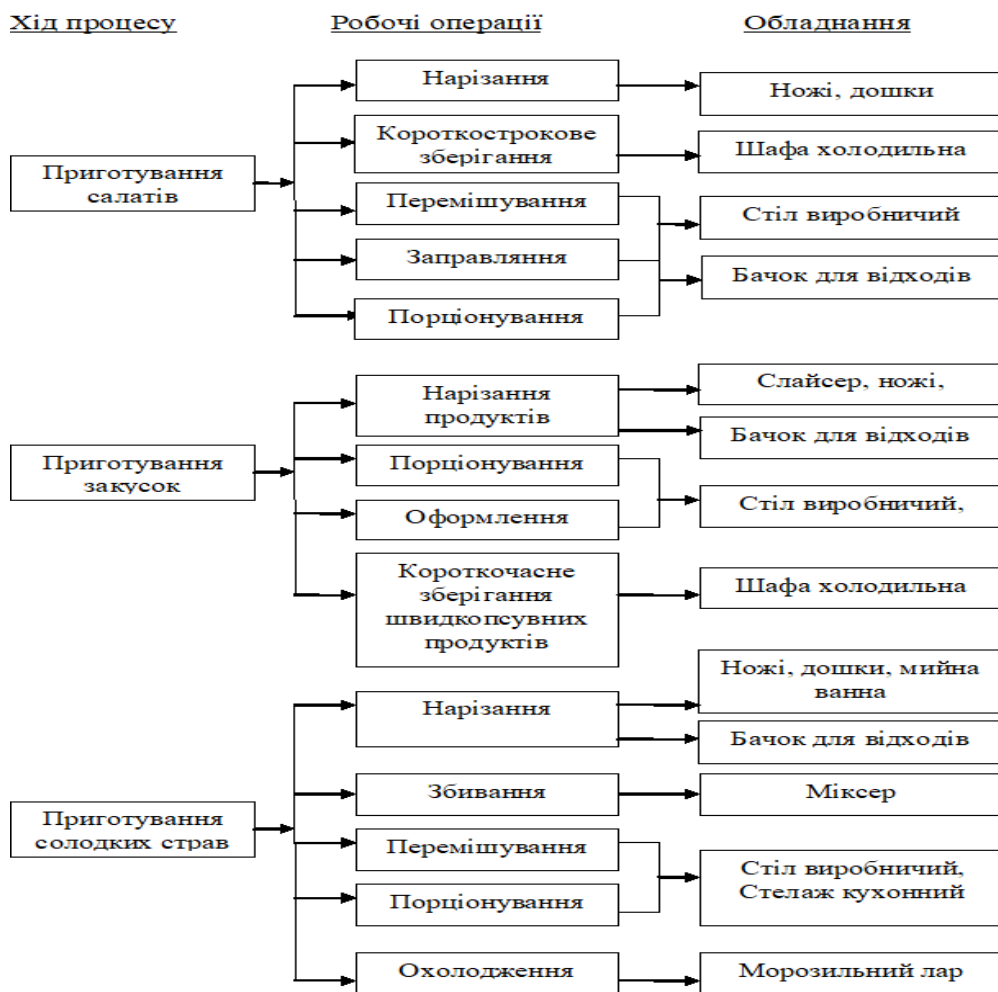 Хід процесу
Робочі операції
Обладнання
Нарізання
Ножі, дошки
Короткострокове
зберігання
Шафа холодильна
Приготування
салатів
Перемішування
Стіл виробничий
Заправляння
Бачок для відходів
Порціонування
Нарізання
продуктів
Слайсер, ножі,
Бачок для відходів
Приготування
закусок
Порціонування
Стіл виробничий,
Оформлення
Короткочасне
зберігання
швидкопсувних
продуктів
Шафа холодильна
Нарізання
Ножі, дошки, мийна
ванна
Бачок для відходів
Збивання
Міксер
Приготування
солодких страв
Перемішування
Стіл виробничий,
Стелаж кухонний
Порціонування
Охолодження
Морозильний лар